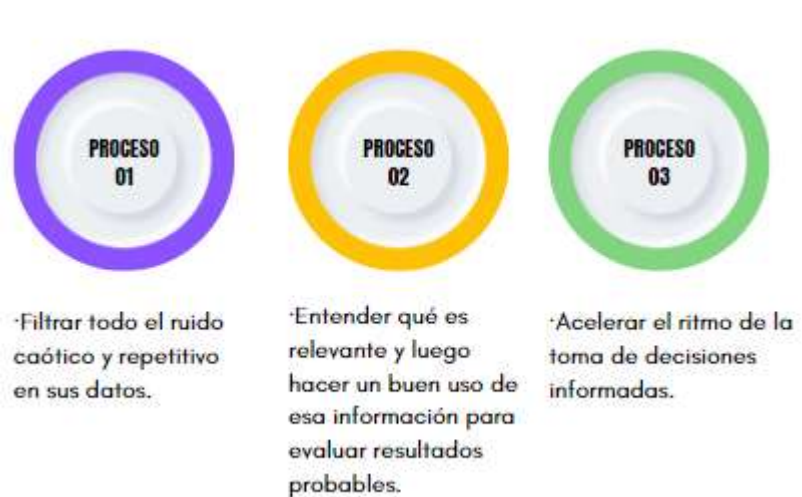 PROCESO
01
·Filtrar todo el ruido
caótico y repetitivo
en sus datos.
PROCESO
02
·Entender qué es
relevante y luego
hacer un buen uso de
esa información para
evaluar resultados
probables.
PROCESO
03
·Acelerar el ritmo de la
toma de decisiones
informadas.